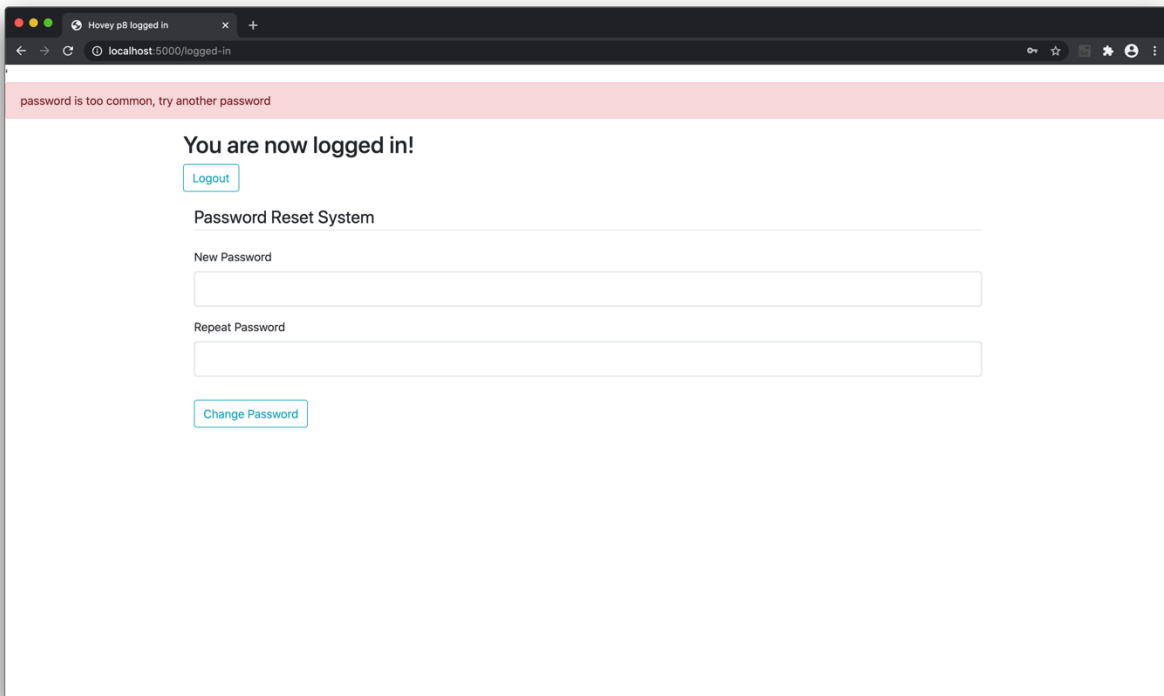 Hovey p8 logged in
localhost:5000/logged-in
'
password is too common, try another password
You are now logged in!
Logout
Password Reset System
New Password
Repeat Password
Change Password